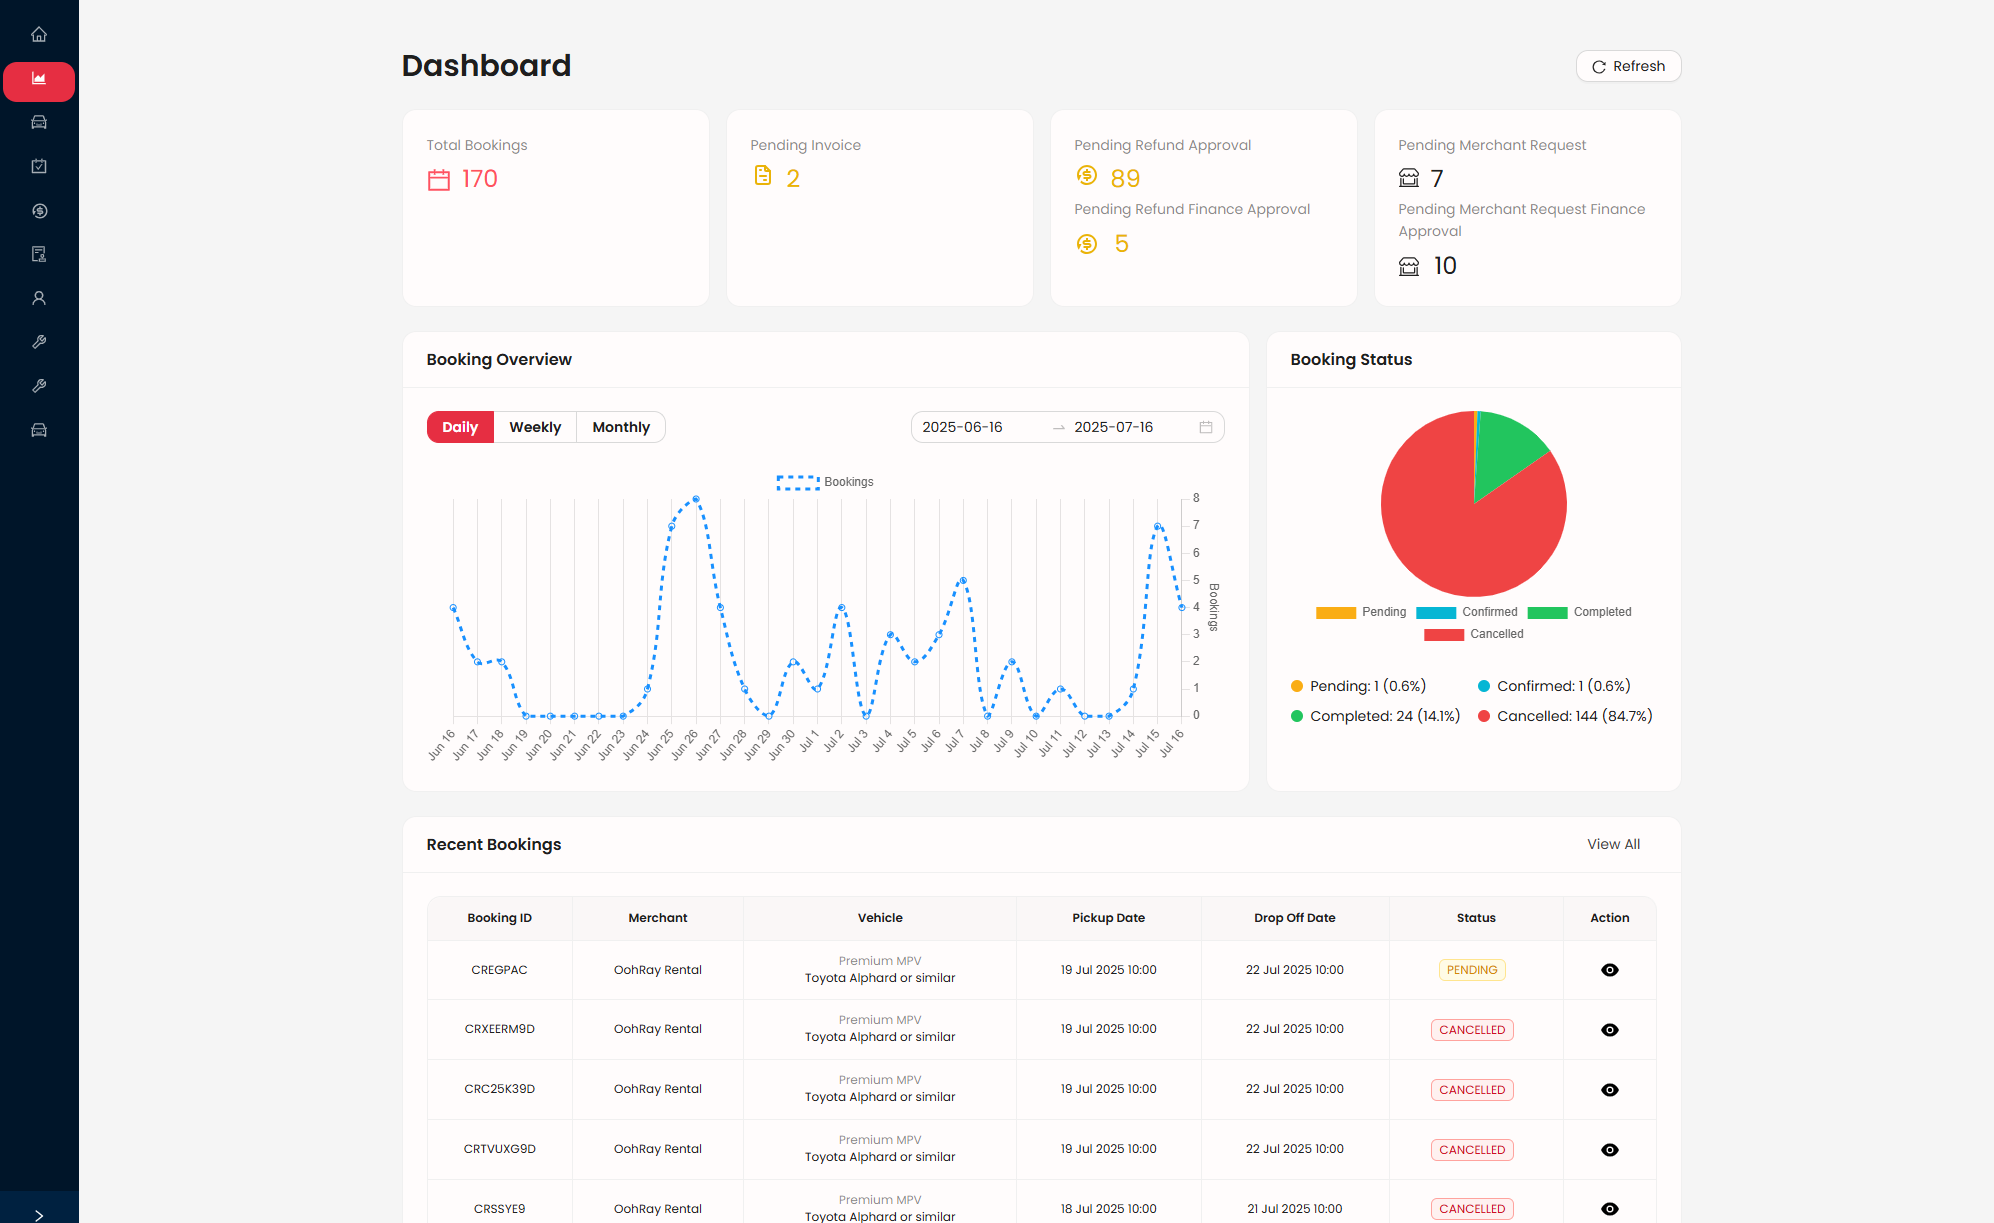 Dashboard
Refresh
Total Bookings
170
Pending Invoice
2
Pending Refund Approval
89
Pending Refund Finance Approval
5
Pending Merchant Request
7
Pending Merchant Request Finance
Approval
10
Booking Overview
Daily Weekly Monthly
2025-06-16 → 2025-07-16
Bookings
8
7
6
5
4
3
2
1
0
Bookings
Jun 16 Jun 17 Jun 18 Jun 19 Jun 20 Jun 21 Jun 22 Jun 23 Jun 24 Jun 25 Jun 26 Jun 27 Jun 28 Jun 29 Jun 30 Jul 1 Jul 2 Jul 3 Jul 4 Jul 5 Jul 6 Jul 7 Jul 8 Jul 9 Jul 10 Jul 11 Jul 12 Jul 13 Jul 14 Jul 15 Jul 16
Booking Status
Pending Confirmed Completed
Cancelled
Pending: 1 (0.6%) Confirmed: 1 (0.6%)
Completed: 24 (14.1%) Cancelled: 144 (84.7%)
Recent Bookings
View All
Booking ID Merchant Vehicle Pickup Date Drop Off Date Status Action
Premium MPV
CREGPAC OohRay Rental Toyota Alphard or similar 19 Jul 2025 10:00 22 Jul 2025 10:00 PENDING
Premium MPV
CRXEERM9D OohRay Rental Toyota Alphard or similar 19 Jul 2025 10:00 22 Jul 2025 10:00 CANCELLED
Premium MPV
CRC25K39D OohRay Rental Toyota Alphard or similar 19 Jul 2025 10:00 22 Jul 2025 10:00 CANCELLED
Premium MPV
CRTVUXG9D OohRay Rental Toyota Alphard or similar 19 Jul 2025 10:00 22 Jul 2025 10:00 CANCELLED
Premium MPV
CRSSYE9 OohRay Rental Toyota Alphard or similar 18 Jul 2025 10:00 21 Jul 2025 10:00 CANCELLED